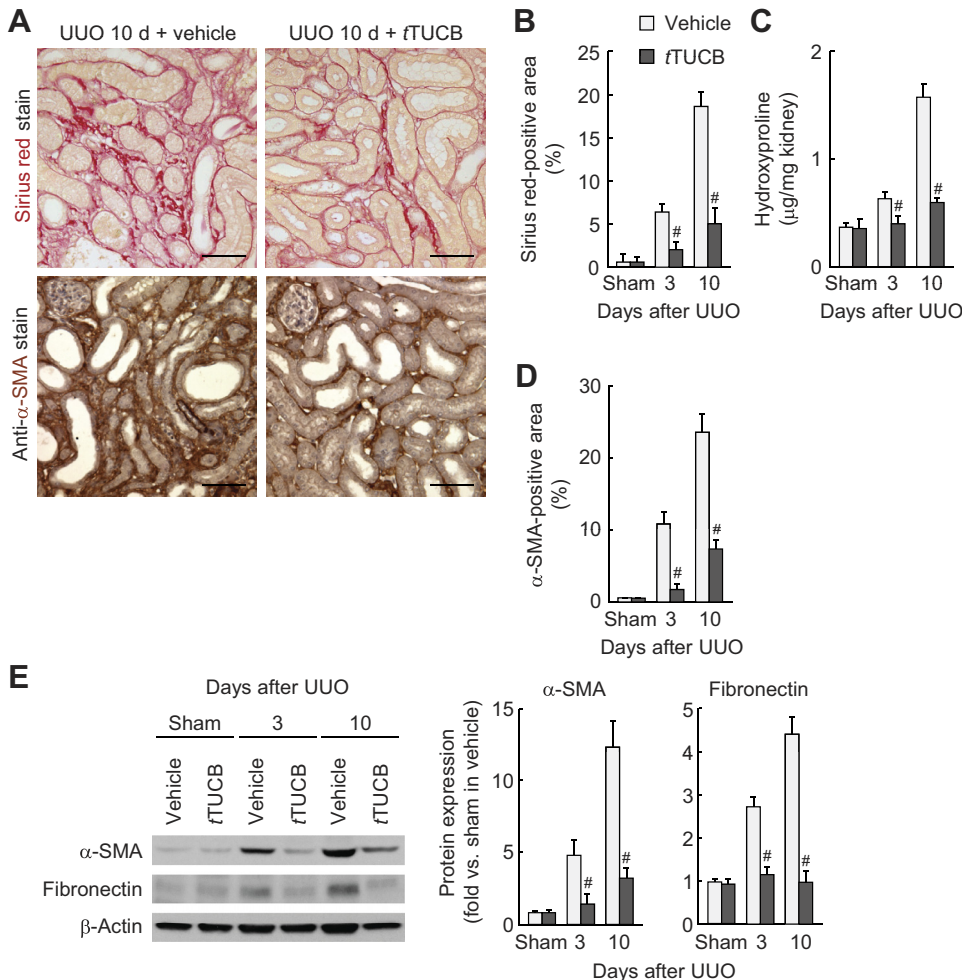 A
UUO 10 d + vehicle
UUO 10 d + tTUCB
Sirius red stain
Anti-α-SMA stain
B
Vehicle
tTUCB
Sirius red-positive area
(%)
25
20
15
10
5
0
#
#
Sham 3 10
Days after UUO
C
Hydroxyproline
(μg/mg kidney)
2
1
0
#
#
Sham 3 10
Days after UUO
D
α-SMA-positive area
(%)
30
20
10
0
#
#
Sham 3 10
Days after UUO
E
Days after UUO
Sham 3 10
Vehicle tTUCB Vehicle tTUCB Vehicle tTUCB
α-SMA
Fibronectin
β-Actin
Protein expression
(fold vs. sham in vehicle)
α-SMA
15
10
5
0
#
#
Sham 3 10
Fibronectin
5
4
3
2
1
0
#
#
Sham 3 10
Days after UUO